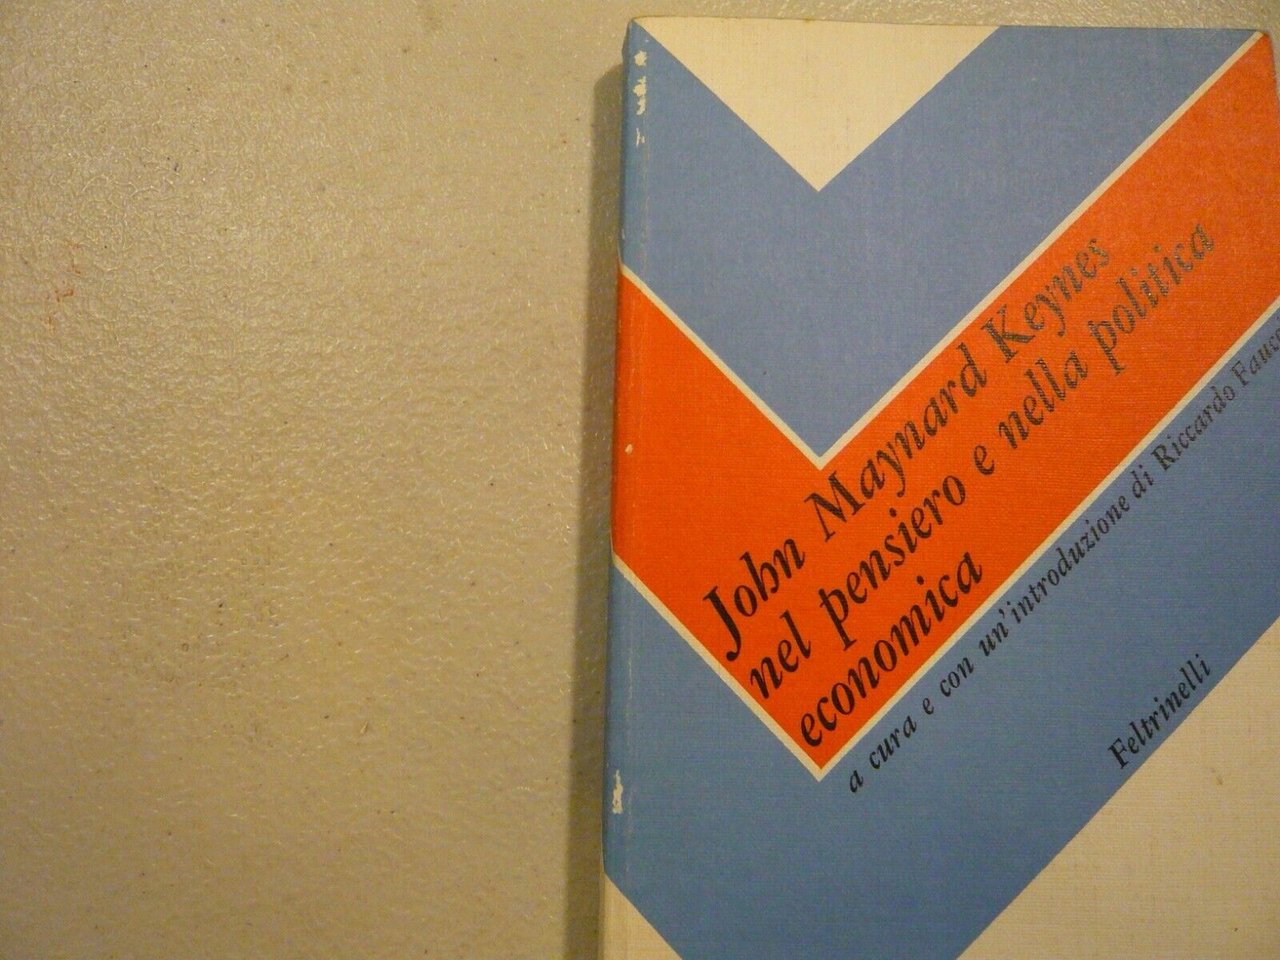 John Maynard Keynes
nel pensiero e nella politica
economica
a cura e con un'introduzione di Riccardo
Feltrinelli